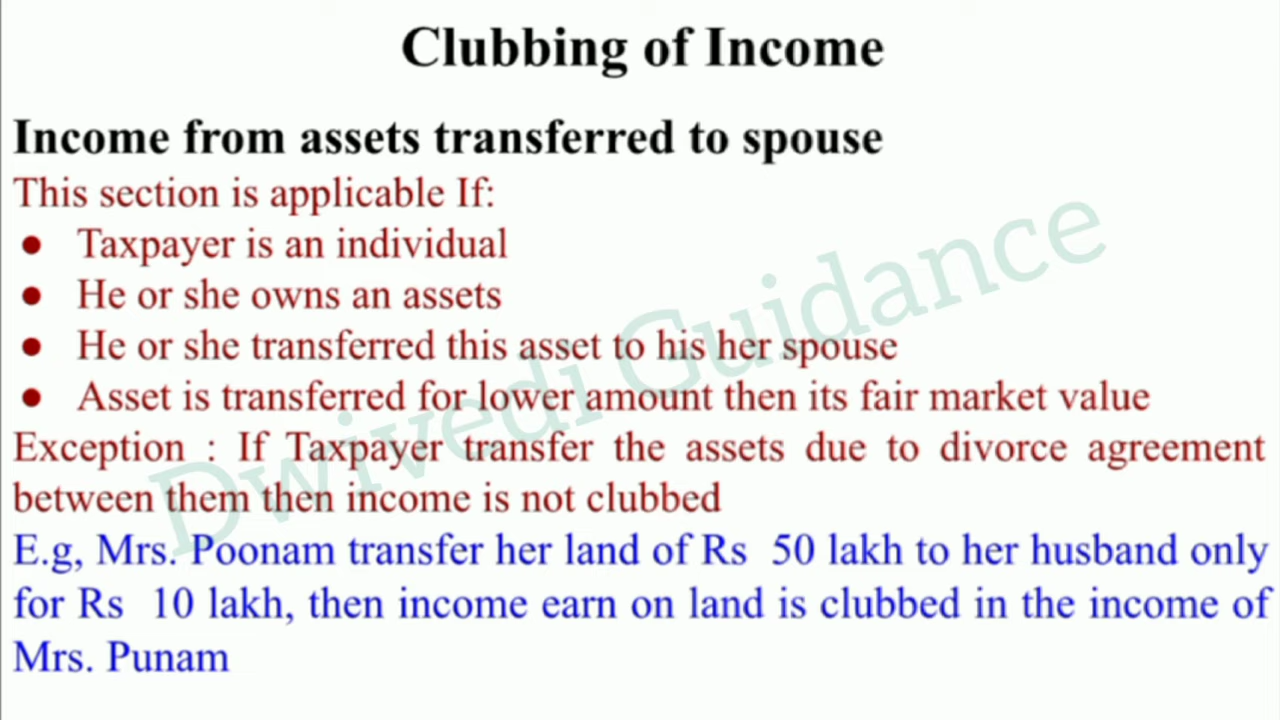 Clubbing of Income
Income from assets transferred to spouse
This section is applicable If:
● Taxpayer is an individual
● He or she owns an assets
● He or she transferred this asset to his her spouse
● Asset is transferred for lower amount then its fair market value
Exception : If Taxpayer transfer the assets due to divorce agreement
between them then income is not clubbed
E.g, Mrs. Poonam transfer her land of Rs 50 lakh to her husband only
for Rs 10 lakh, then income earn on land is clubbed in the income of
Mrs. Punam
Dwivedi Guidance